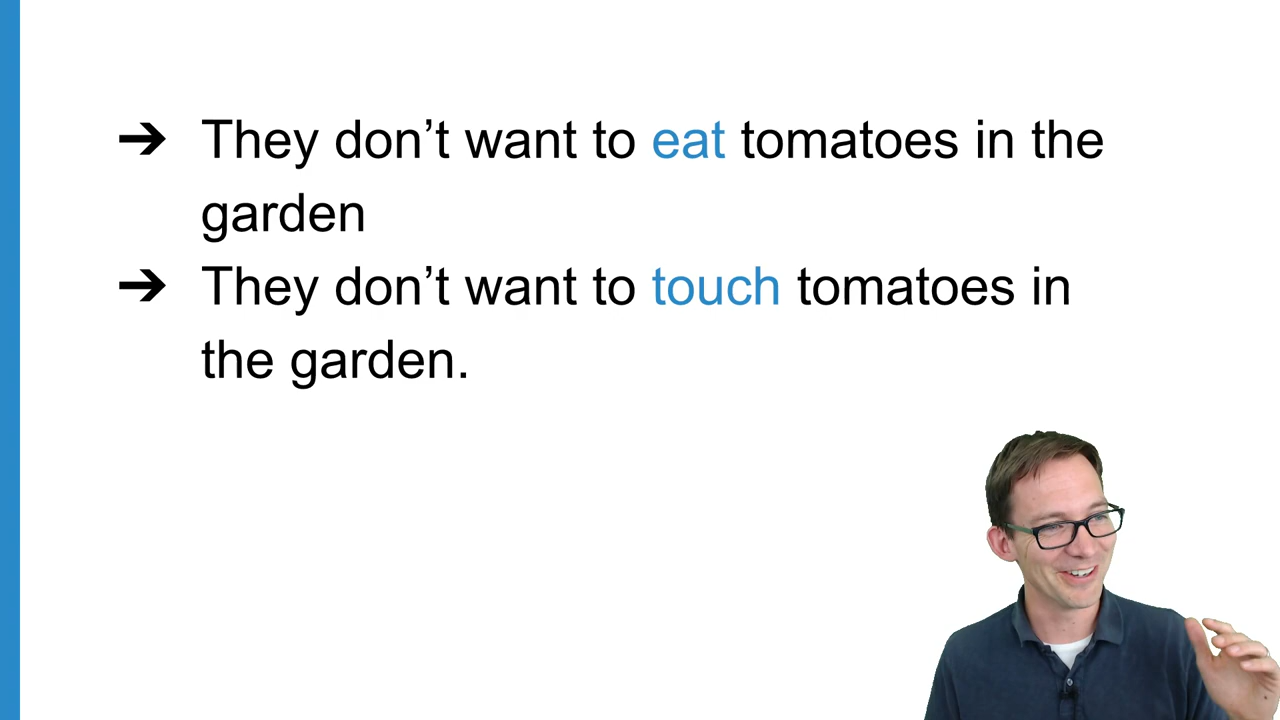 ➔ They don’t want to eat tomatoes in the
garden
➔ They don’t want to touch tomatoes in
the garden.